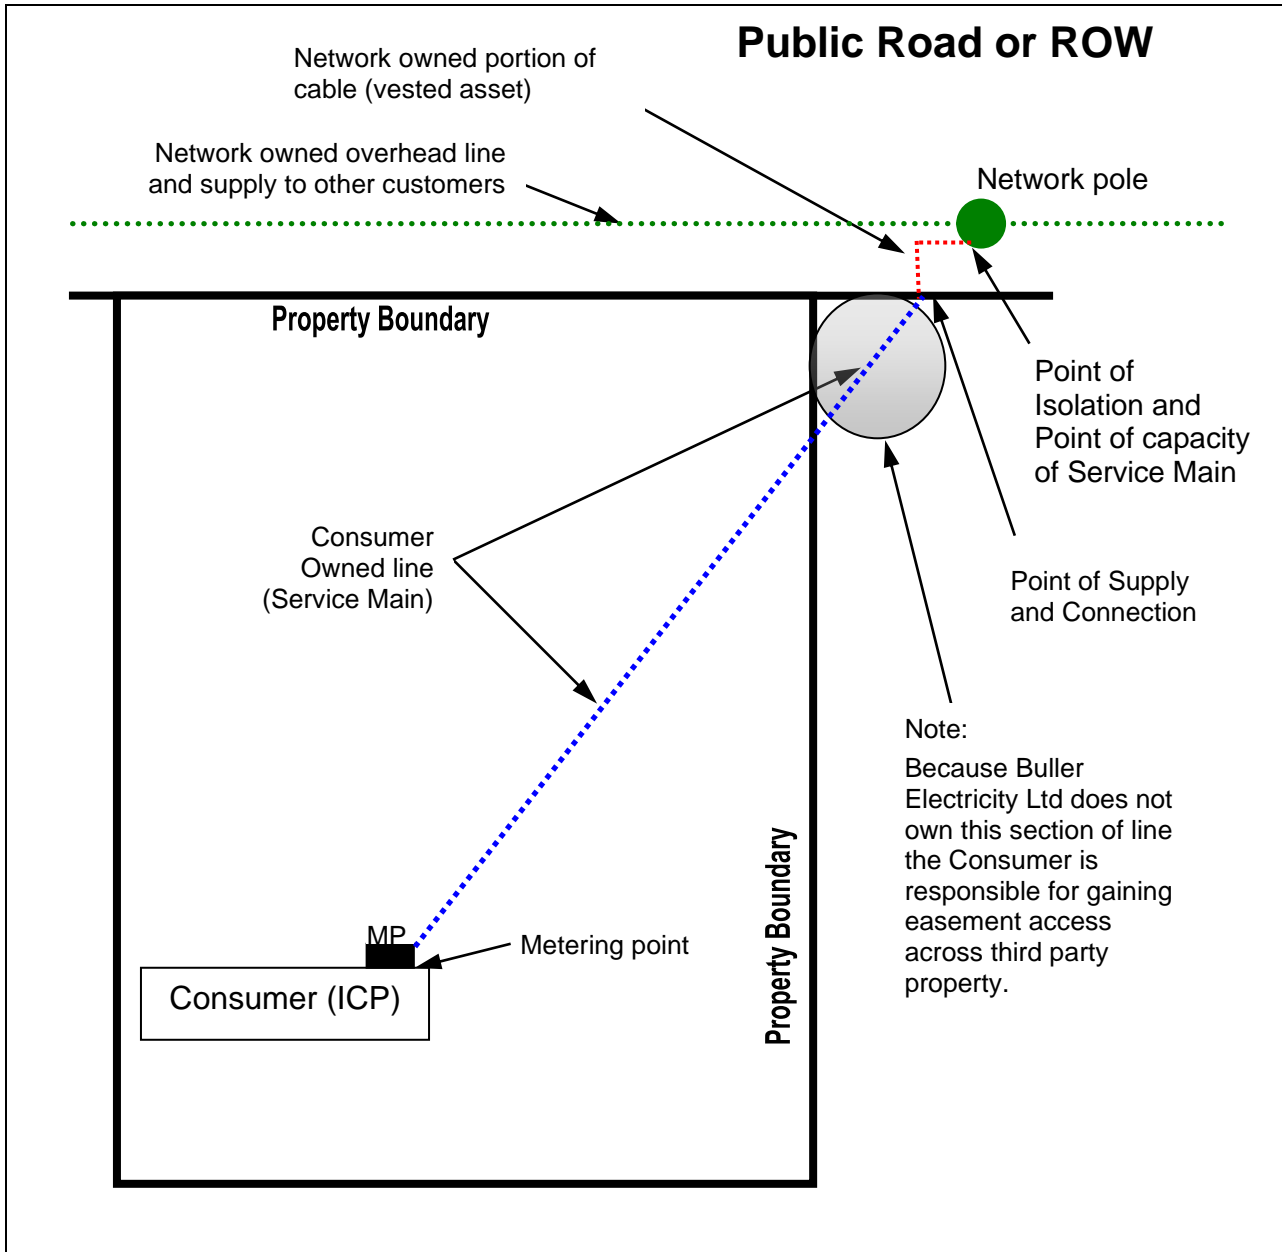 Public Road or ROW
Network owned portion of
cable (vested asset)
Network owned overhead line
and supply to other customers
Network pole
Property Boundary
Point of
Isolation and
Point of capacity
of Service Main
Consumer
Owned line
(Service Main)
Point of Supply
and Connection
Note:
Because Buller
Electricity Ltd does not
own this section of line
the Consumer is
responsible for gaining
easement access
across third party
property.
Property Boundary
MP
Metering point
Consumer (ICP)